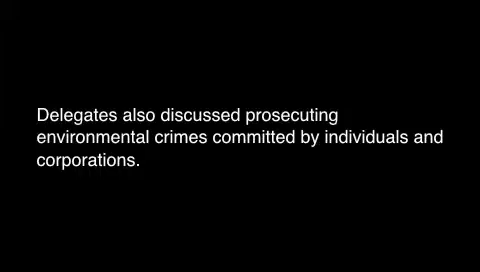 Delegates also discussed prosecuting
environmental crimes committed by individuals and
corporations.